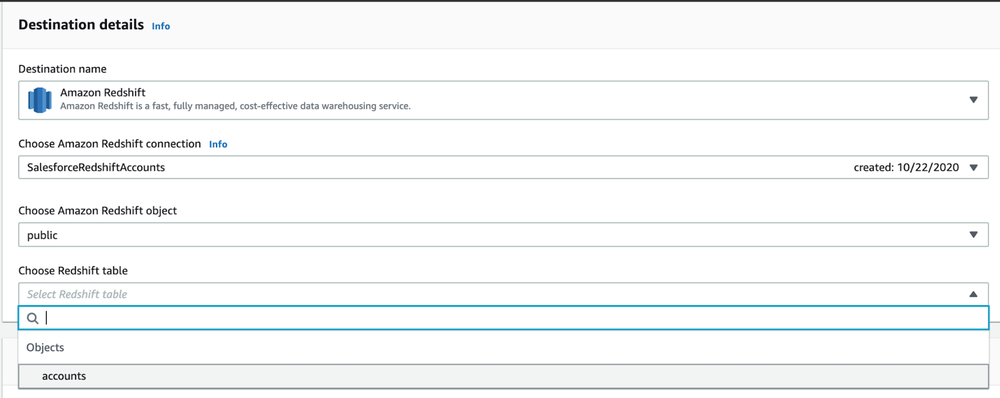 Destination details Info
Destination name
Amazon Redshift
Amazon Redshift is a fast, fully managed, cost-effective data warehousing service.
Choose Amazon Redshift connection Info
SalesforceRedshiftAccounts created: 10/22/2020
Choose Amazon Redshift object
public
Choose Redshift table
Select Redshift table
Objects
accounts